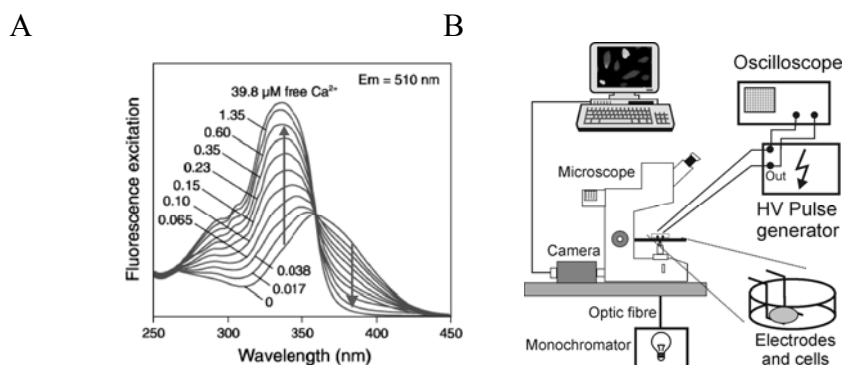 A
B
Em = 510 nm
39.8 μM free Ca²⁺
1.35
0.60
0.35
0.23
0.15
0.10
0.065
0.038
0.017
0
Fluorescence excitation
250
300
350
400
450
Wavelength (nm)
Oscilloscope
Microscope
Out
HV Pulse
generator
Camera
Optic fibre
Monochromator
Electrodes
and cells